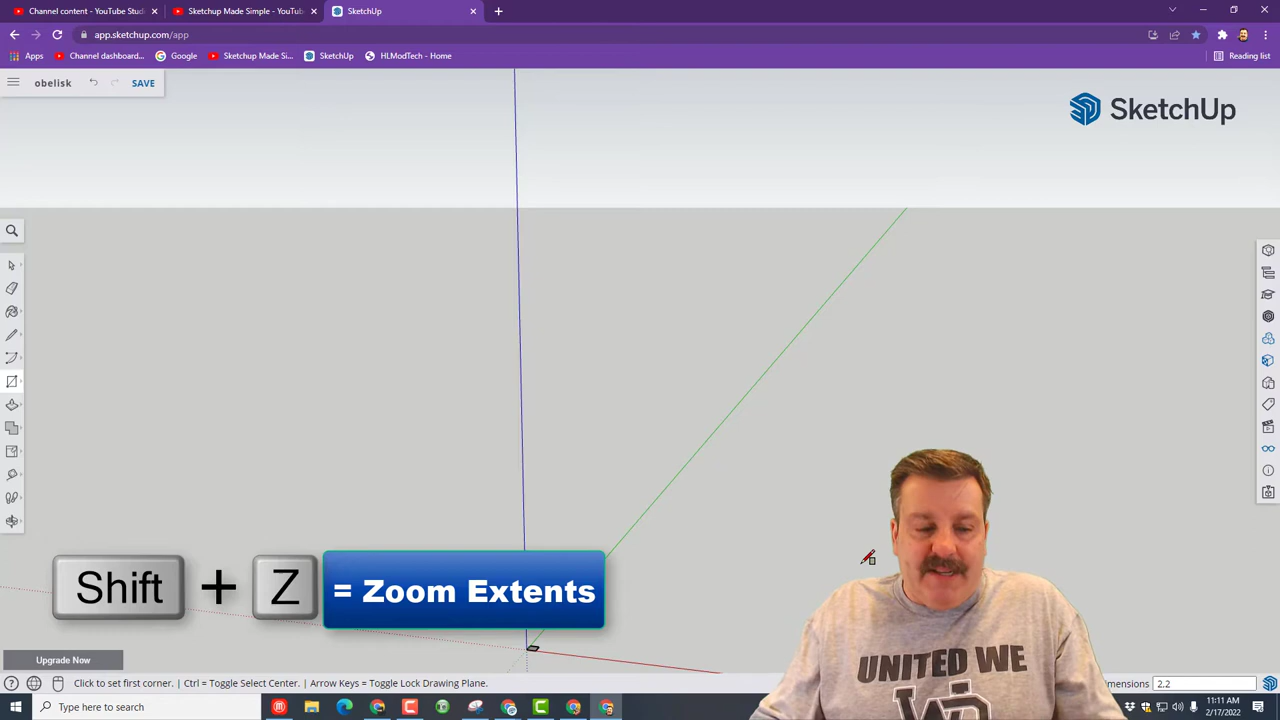 Channel content - YouTube Stud
Sketchup Made Simple - YouTube
SketchUp
app.sketchup.com/app
Apps
Channel dashboard...
Google
Sketchup Made Si...
SketchUp
HLModTech - Home
Reading list
obelisk
SAVE
SketchUp
Shift + Z = Zoom Extents
UNITED WE
Upgrade Now
Click to set first corner. | Ctrl = Toggle Select Center. | Arrow Keys = Toggle Lock Drawing Plane.
imensions 2.2
Type here to search
11:11 AM
2/17/2022